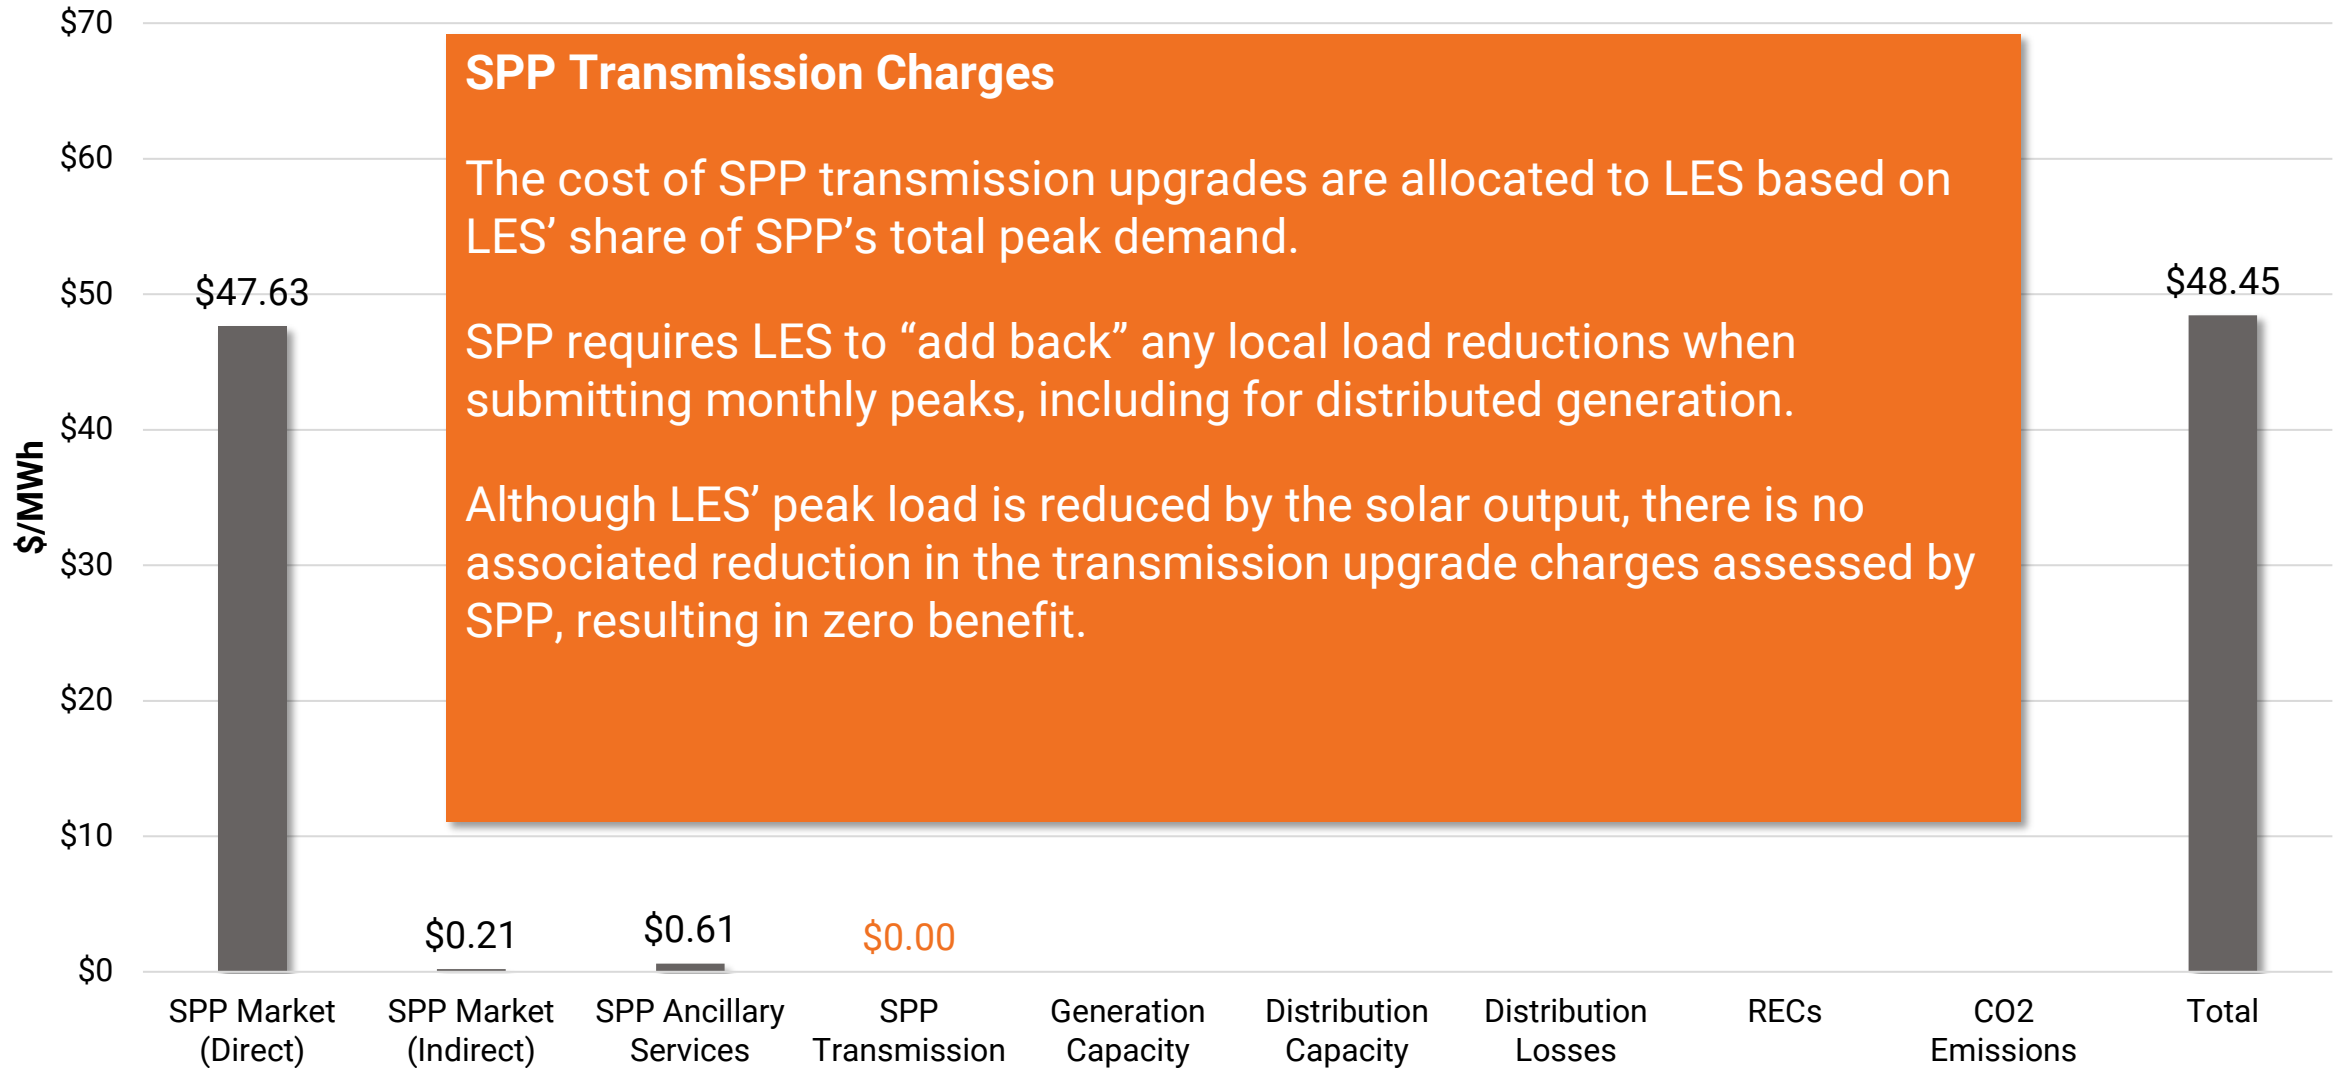 $70
$60
$50
$40
$30
$20
$10
$0
$/MWh
SPP Transmission Charges
The cost of SPP transmission upgrades are allocated to LES based on
LES’ share of SPP’s total peak demand.
SPP requires LES to “add back” any local load reductions when
submitting monthly peaks, including for distributed generation.
Although LES’ peak load is reduced by the solar output, there is no
associated reduction in the transmission upgrade charges assessed by
SPP, resulting in zero benefit.
$47.63
$0.21
$0.61
$0.00
$48.45
SPP Market
(Direct)
SPP Market
(Indirect)
SPP Ancillary
Services
SPP
Transmission
Generation
Capacity
Distribution
Capacity
Distribution
Losses
RECs
CO2
Emissions
Total